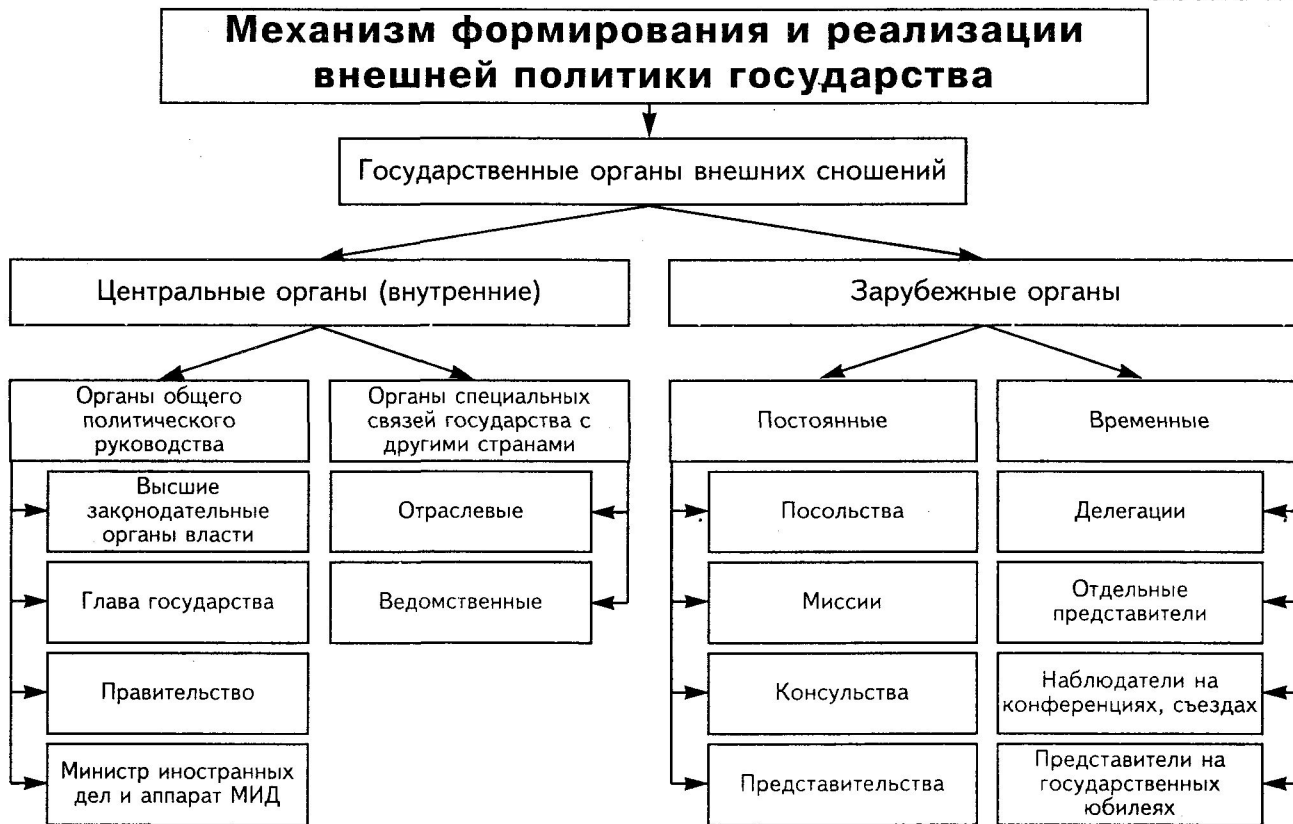 Механизм формирования и реализации
внешней политики государства
Государственные органы внешних сношений
Центральные органы (внутренние)
Зарубежные органы
Органы общего
политического
руководства
Органы специальных
связей государства с
другими странами
Постоянные
Временные
Высшие
законодательные
органы власти
Отраслевые
Посольства
Делегации
Глава государства
Ведомственные
Миссии
Отдельные
представители
Правительство
Консульства
Наблюдатели на
конференциях, съездах
Министр иностранных
дел и аппарат МИД
Представительства
Представители на
государственных
юбилеях